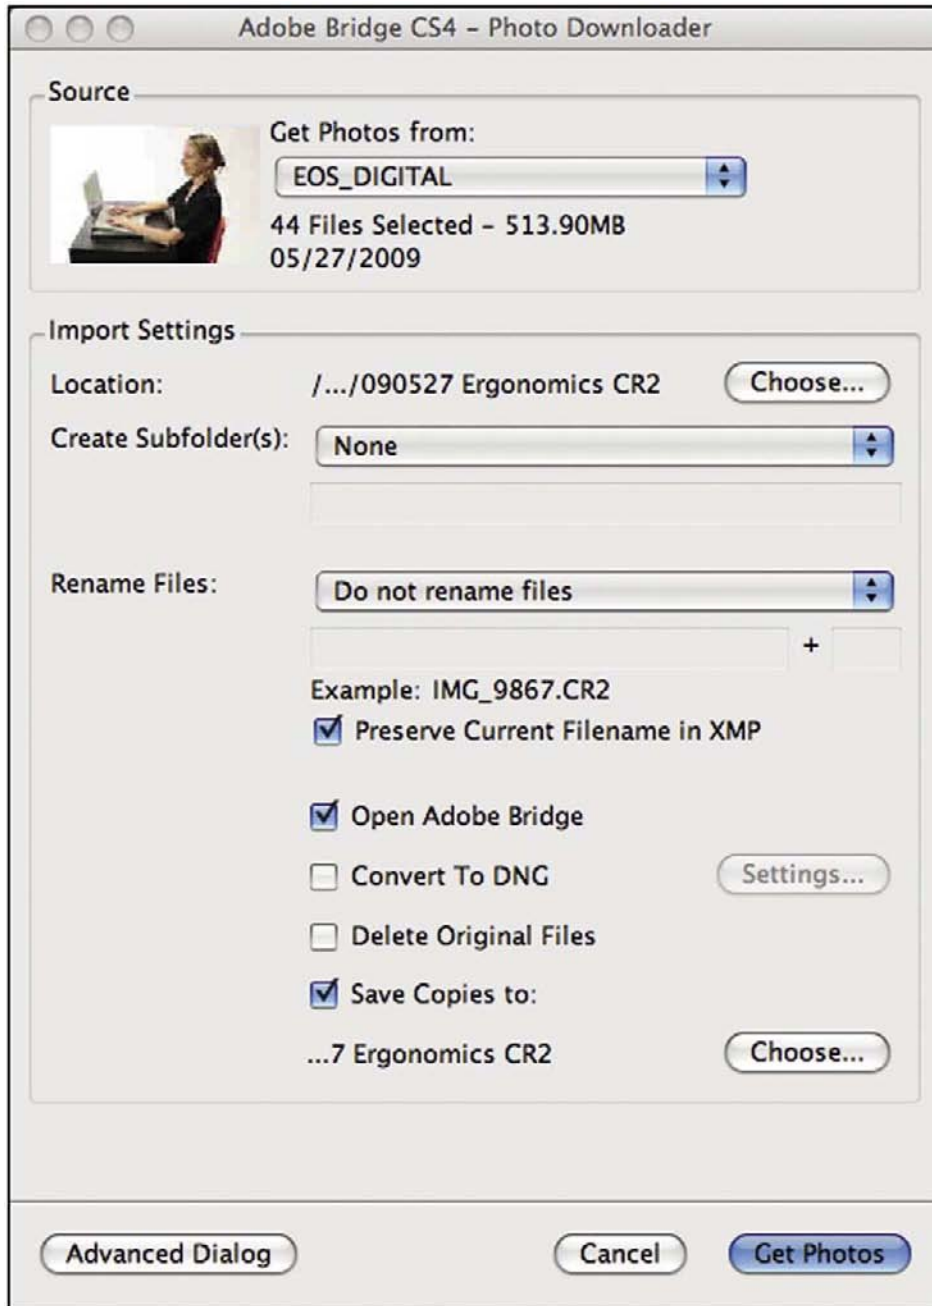 Adobe Bridge CS4 – Photo Downloader
Source
Get Photos from:
EOS_DIGITAL
44 Files Selected – 513.90MB
05/27/2009
Import Settings
Location: /.../090527 Ergonomics CR2 Choose...
Create Subfolder(s): None
Rename Files: Do not rename files
+
Example: IMG_9867.CR2
Preserve Current Filename in XMP
Open Adobe Bridge
Convert To DNG Settings...
Delete Original Files
Save Copies to:
...7 Ergonomics CR2 Choose...
Advanced Dialog Cancel Get Photos